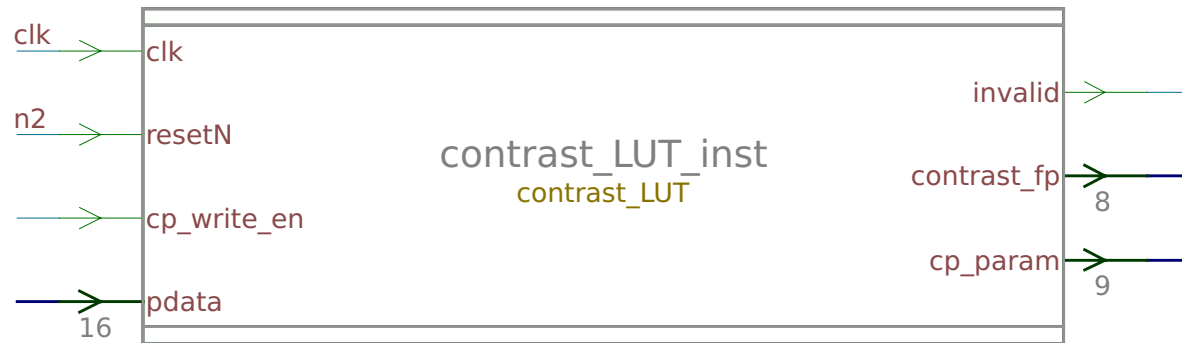 clk
clk
invalid
n2
resetN
contrast_LUT_inst
contrast_LUT
contrast_fp
8
cp_write_en
cp_param
9
pdata
16